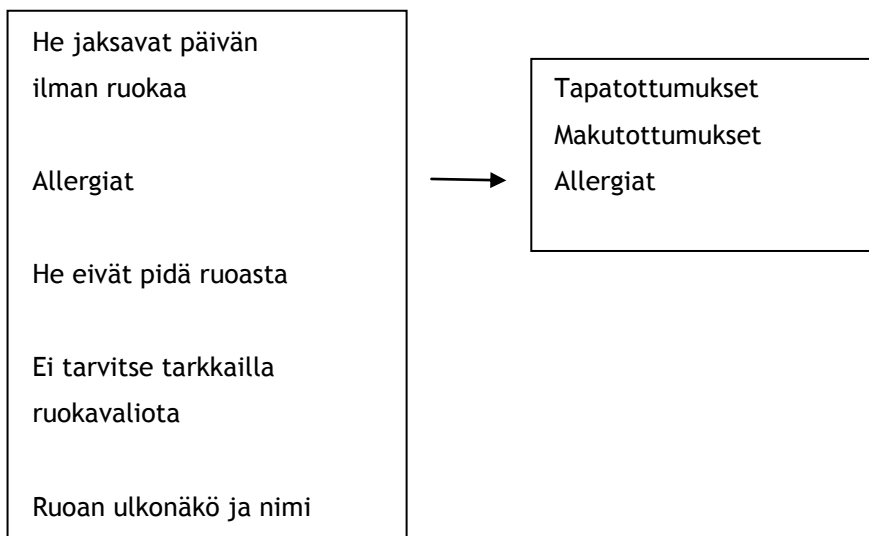 He jaksavat päivän
ilman ruokaa
Allergiat
He eivät pidä ruoasta
Ei tarvitse tarkkailla
ruokavaliota
Ruoan ulkonäkö ja nimi
Tapatottumukset
Makutottumukset
Allergiat